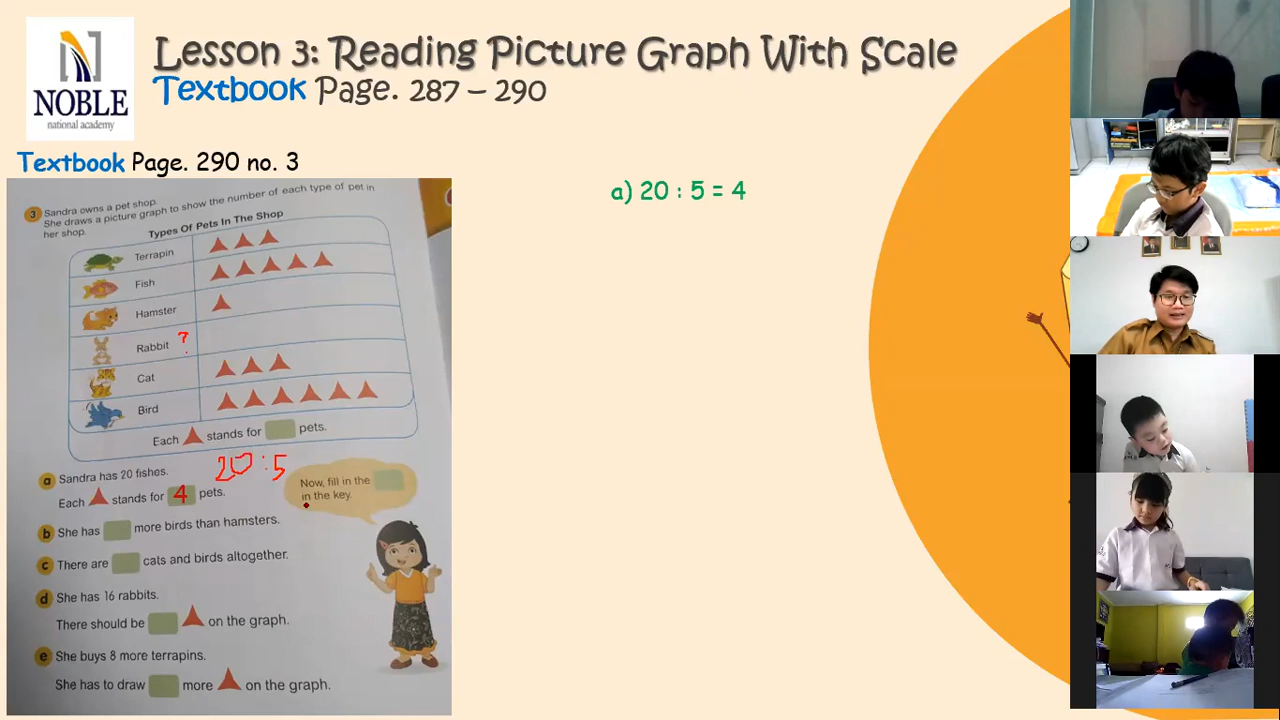 NOBLE
national academy
Lesson 3: Reading Picture Graph With Scale
Textbook Page. 287 – 290
Textbook Page. 290 no. 3
a) 20 : 5 = 4
3 Sandra owns a pet shop.
She draws a picture graph to show the number of each type of pet in
her shop.
Types Of Pets In The Shop
Terrapin
Fish
Hamster
Rabbit ?
Cat
Bird
Each stands for pets.
20 : 5
a Sandra has 20 fishes.
Each stands for 4 pets.
Now, fill in the
in the key.
b She has more birds than hamsters.
c There are cats and birds altogether.
d She has 16 rabbits.
There should be on the graph.
e She buys 8 more terrapins.
She has to draw more on the graph.